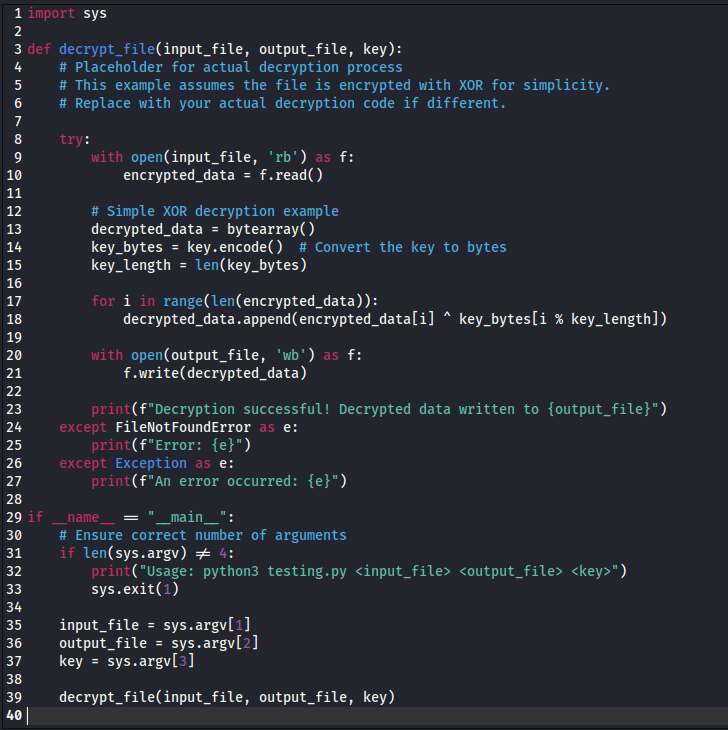 1 import sys
2
3 def decrypt_file(input_file, output_file, key):
4     # Placeholder for actual decryption process
5     # This example assumes the file is encrypted with XOR for simplicity.
6     # Replace with your actual decryption code if different.
7
8     try:
9         with open(input_file, 'rb') as f:
10             encrypted_data = f.read()
11
12         # Simple XOR decryption example
13         decrypted_data = bytearray()
14         key_bytes = key.encode()  # Convert the key to bytes
15         key_length = len(key_bytes)
16
17         for i in range(len(encrypted_data)):
18             decrypted_data.append(encrypted_data[i] ^ key_bytes[i % key_length])
19
20         with open(output_file, 'wb') as f:
21             f.write(decrypted_data)
22
23         print(f"Decryption successful! Decrypted data written to {output_file}")
24     except FileNotFoundError as e:
25         print(f"Error: {e}")
26     except Exception as e:
27         print(f"An error occurred: {e}")
28
29 if __name__ == "__main__":
30     # Ensure correct number of arguments
31     if len(sys.argv) != 4:
32         print("Usage: python3 testing.py <input_file> <output_file> <key>")
33         sys.exit(1)
34
35     input_file = sys.argv[1]
36     output_file = sys.argv[2]
37     key = sys.argv[3]
38
39     decrypt_file(input_file, output_file, key)
40